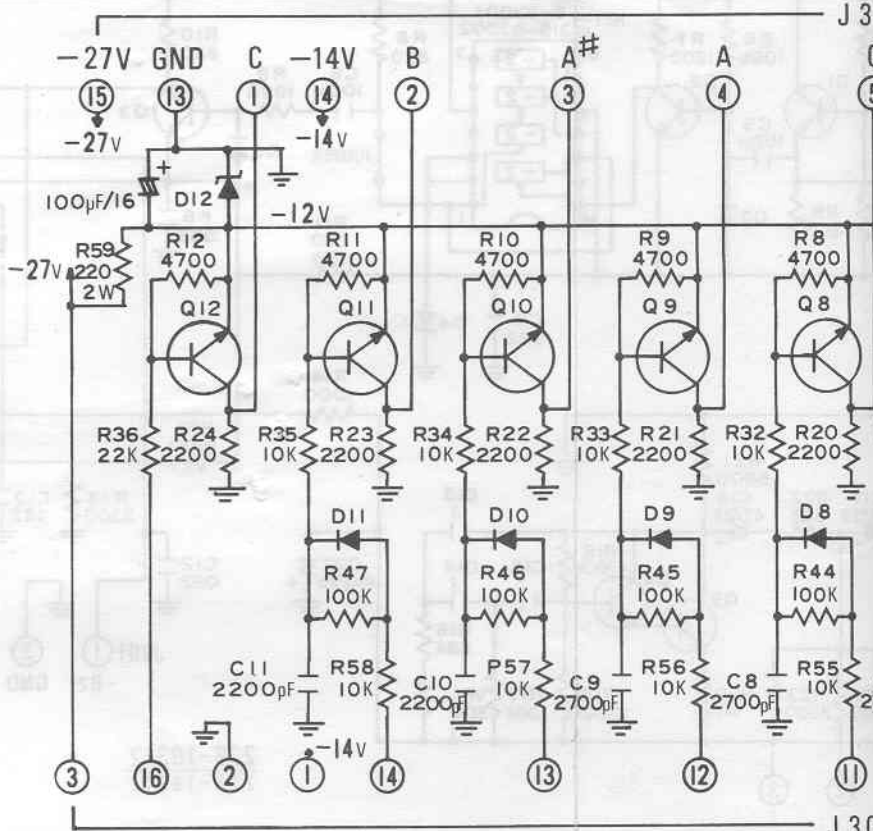 J 3
-27V GND C -14V B A# A
15 13 1 14 2 3 4 5
-27V -14V
+
100µF/16 D12
-12V
R59 220 2W
-27V
R12 4700
R11 4700
R10 4700
R9 4700
R8 4700
Q12 Q11 Q10 Q9 Q8
R36 22K
R24 2200
R35 10K
R23 2200
R34 10K
R22 2200
R33 10K
R21 2200
R32 10K
R20 2200
D11 D10 D9 D8
R47 100K
R46 100K
R45 100K
R44 100K
C11 2200pF
R58 10K
C10 2200pF
P57 10K
C9 2700pF
R56 10K
C8 2700pF
R55 10K
2
-14V
3 16 2 1 14 13 12 11
J30